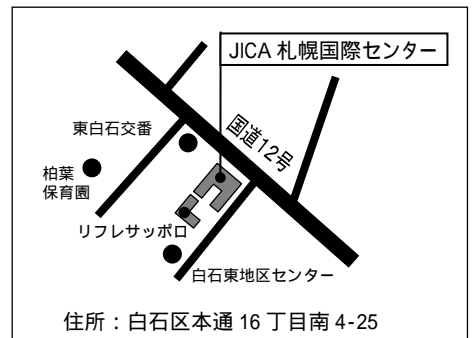 JICA 札幌国際センター
国道12号
東白石交番
柏葉
保育園
リフレサッポロ
白石東地区センター
住所：白石区本通 16 丁目南 4-25